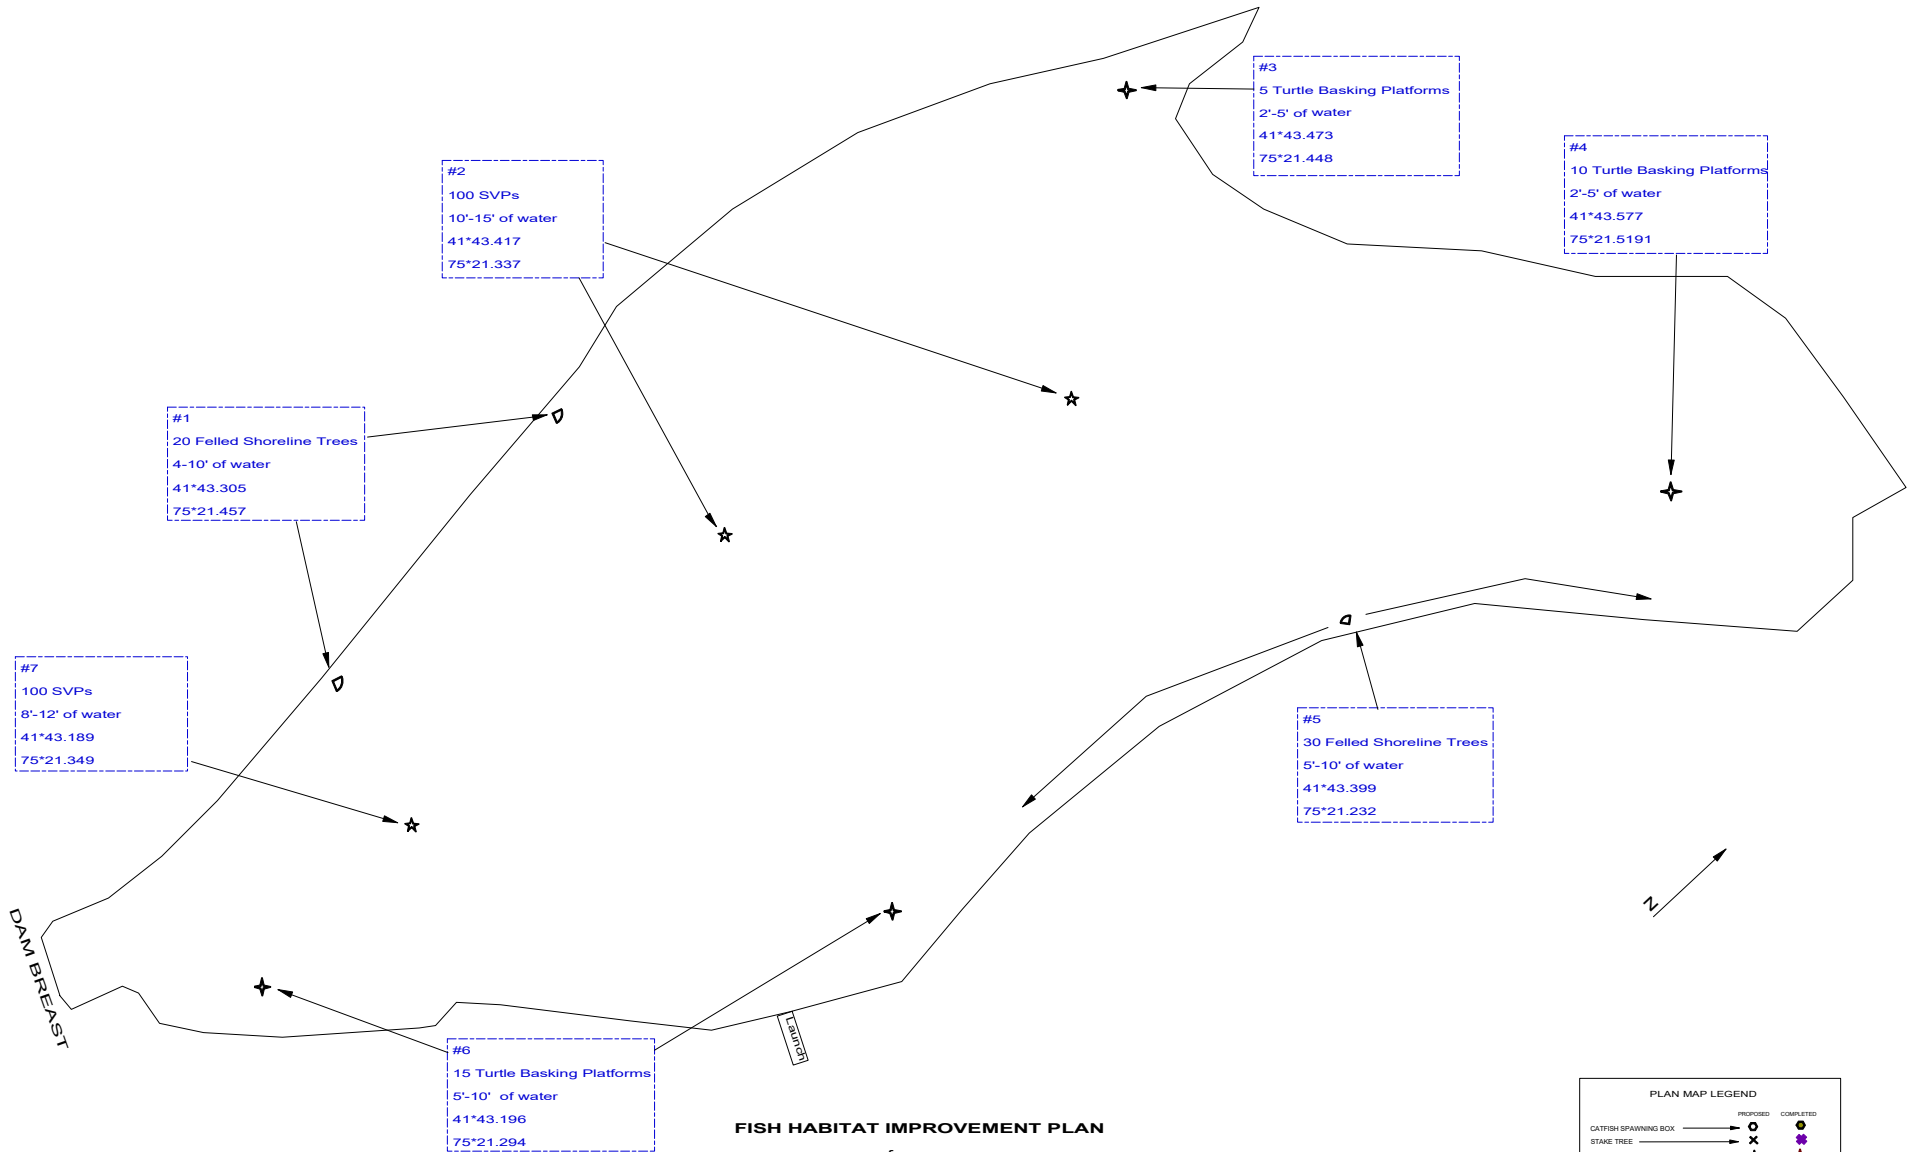 #3
5 Turtle Basking Platforms
2'-5' of water
41*43.473
75*21.448
#4
10 Turtle Basking Platforms
2'-5' of water
41*43.577
75*21.5191
#2
100 SVPs
10'-15' of water
41*43.417
75*21.337
#1
20 Felled Shoreline Trees
4-10' of water
41*43.305
75*21.457
#7
100 SVPs
8'-12' of water
41*43.189
75*21.349
#5
30 Felled Shoreline Trees
5'-10' of water
41*43.399
75*21.232
N
DAM BREAST
Launch
#6
15 Turtle Basking Platforms
5'-10' of water
41*43.196
75*21.294
FISH HABITAT IMPROVEMENT PLAN
PLAN MAP LEGEND
PROPOSED COMPLETED
CATFISH SPAWNING BOX
STAKE TREE